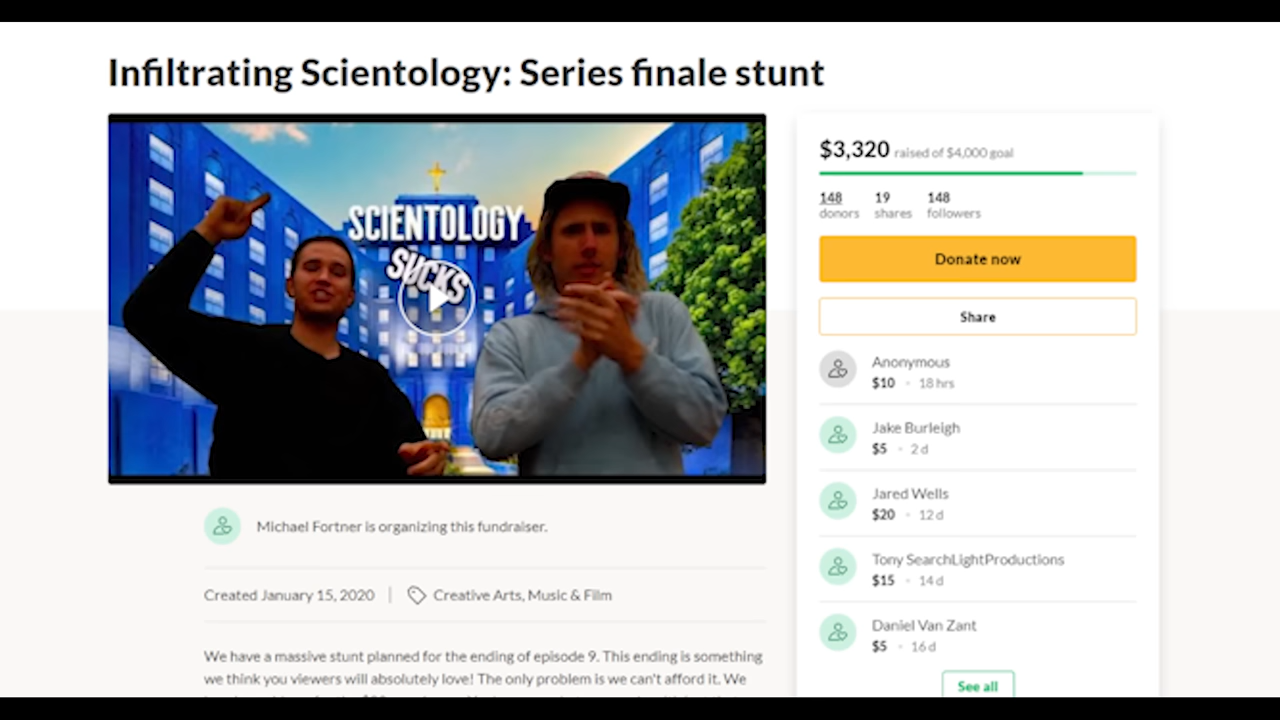 Infiltrating Scientology: Series finale stunt
SCIENTOLOGY
SUCKS
Michael Fortner is organizing this fundraiser.
Created January 15, 2020 | Creative Arts, Music & Film
We have a massive stunt planned for the ending of episode 9. This ending is something
we think you viewers will absolutely love! The only problem is we can't afford it. We
$3,320 raised of $4,000 goal
148 19 148
donors shares followers
Donate now
Share
Anonymous
$10 • 18 hrs
Jake Burleigh
$5 • 2 d
Jared Wells
$20 • 12 d
Tony SearchLightProductions
$15 • 14 d
Daniel Van Zant
$5 • 16 d
See all